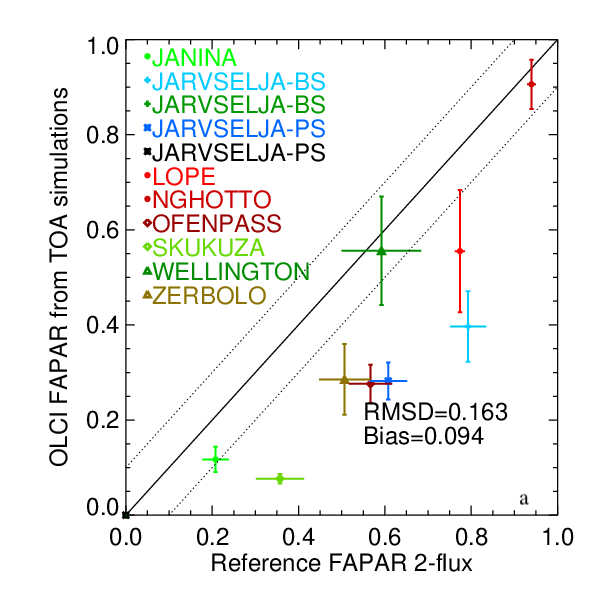 1.0
0.8
0.6
0.4
0.2
0.0
OLCI FAPAR from TOA simulations
JANINA
JARVSELJA-BS
JARVSELJA-BS
JARVSELJA-PS
JARVSELJA-PS
LOPE
NGHOTTO
OFENPASS
SKUKUZA
WELLINGTON
ZERBOLO
RMSD=0.163
Bias=0.094
a
0.0 0.2 0.4 0.6 0.8 1.0
Reference FAPAR 2-flux